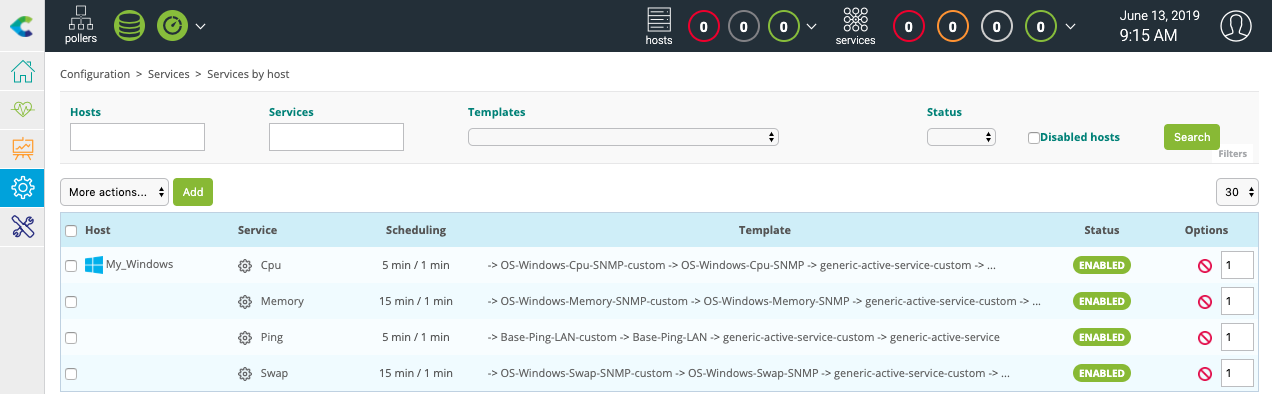 pollers
hosts 0 0 0 services 0 0 0 0
June 13, 2019
9:15 AM
Configuration > Services > Services by host
Hosts Services Templates Status
Disabled hosts Search
Filters
More actions... Add 30
Host Service Scheduling Template Status Options
My_Windows Cpu 5 min / 1 min -> OS-Windows-Cpu-SNMP-custom -> OS-Windows-Cpu-SNMP -> generic-active-service-custom -> ... ENABLED 1
Memory 15 min / 1 min -> OS-Windows-Memory-SNMP-custom -> OS-Windows-Memory-SNMP -> generic-active-service-custom -> ... ENABLED 1
Ping 5 min / 1 min -> Base-Ping-LAN-custom -> Base-Ping-LAN -> generic-active-service-custom -> generic-active-service ENABLED 1
Swap 15 min / 1 min -> OS-Windows-Swap-SNMP-custom -> OS-Windows-Swap-SNMP -> generic-active-service-custom -> ... ENABLED 1